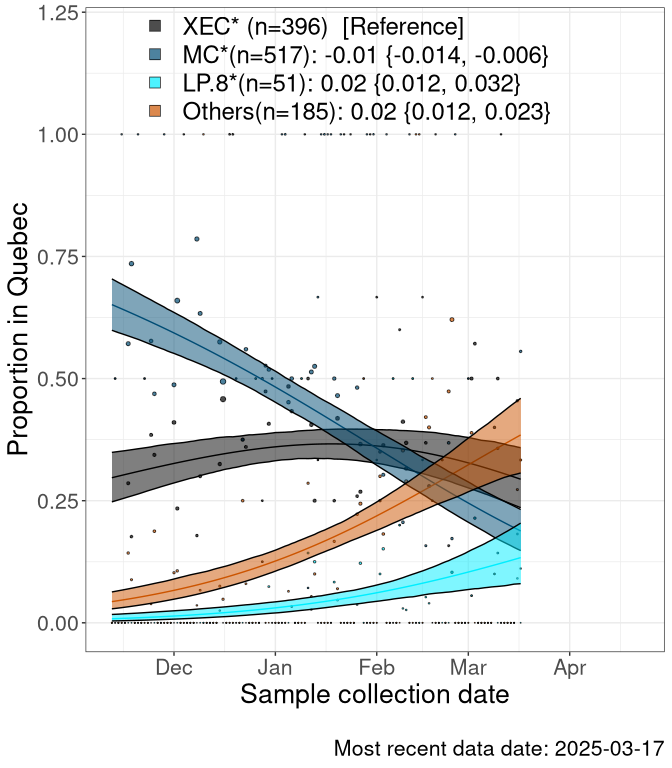 XEC* (n=396)  [Reference]
MC*(n=517): -0.01 {-0.014, -0.006}
LP.8*(n=51): 0.02 {0.012, 0.032}
Others(n=185): 0.02 {0.012, 0.023}
1.25
1.00
0.75
0.50
0.25
0.00
Proportion in Quebec
Dec Jan Feb Mar Apr
Sample collection date
Most recent data date: 2025-03-17